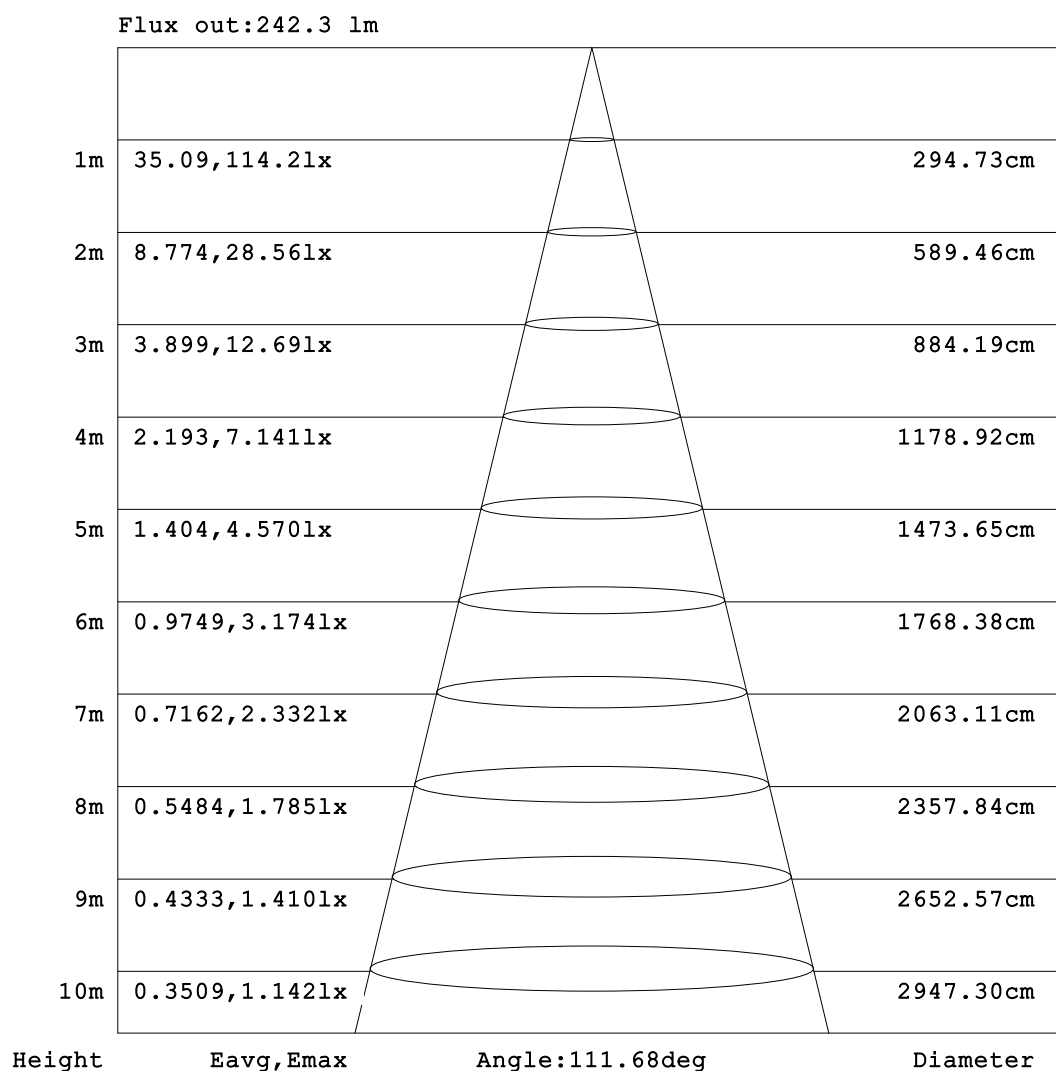 Flux out:242.3 lm
1m 35.09,114.2lx 294.73cm
2m 8.774,28.56lx 589.46cm
3m 3.899,12.69lx 884.19cm
4m 2.193,7.141lx 1178.92cm
5m 1.404,4.570lx 1473.65cm
6m 0.9749,3.174lx 1768.38cm
7m 0.7162,2.332lx 2063.11cm
8m 0.5484,1.785lx 2357.84cm
9m 0.4333,1.410lx 2652.57cm
10m 0.3509,1.142lx 2947.30cm
Height Eavg,Emax Angle:111.68deg Diameter